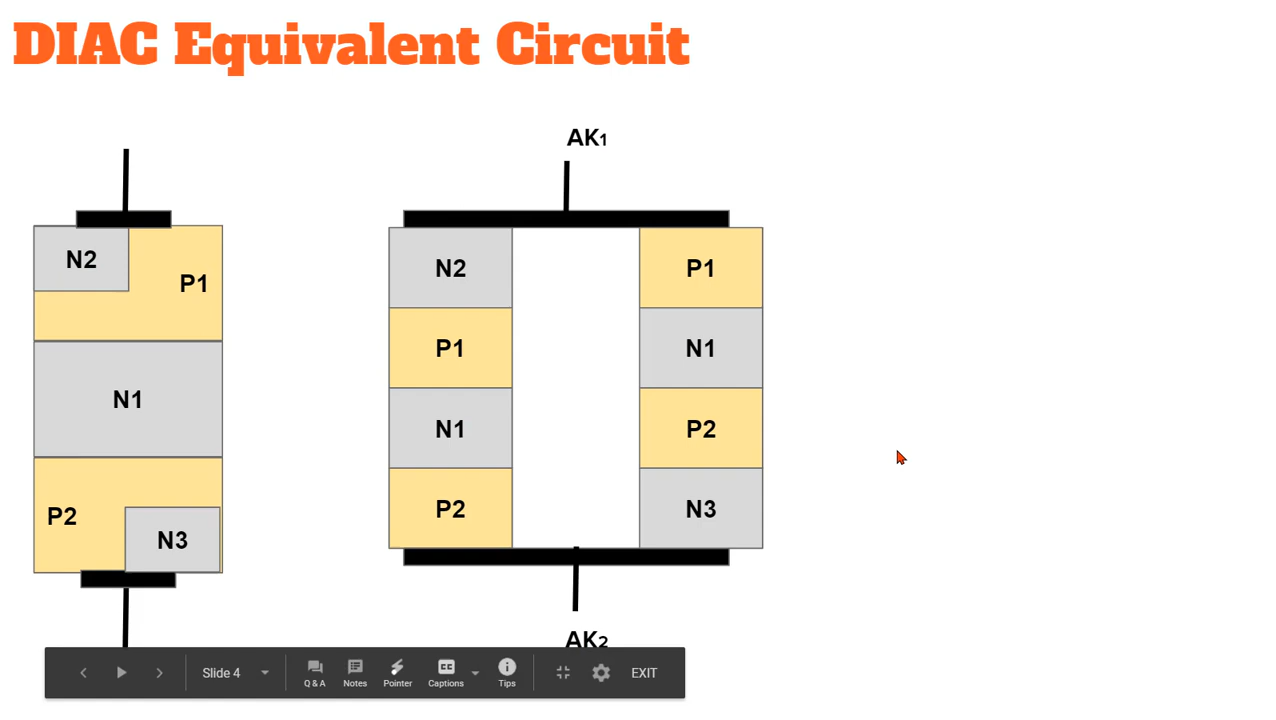 DIAC Equivalent Circuit
AK1
N2
P1
N1
P2
N3
N2
P1
N1
P2
P1
N1
P2
N3
AK2
Slide 4
Q & A
Notes
Pointer
CC
Captions
Tips
EXIT